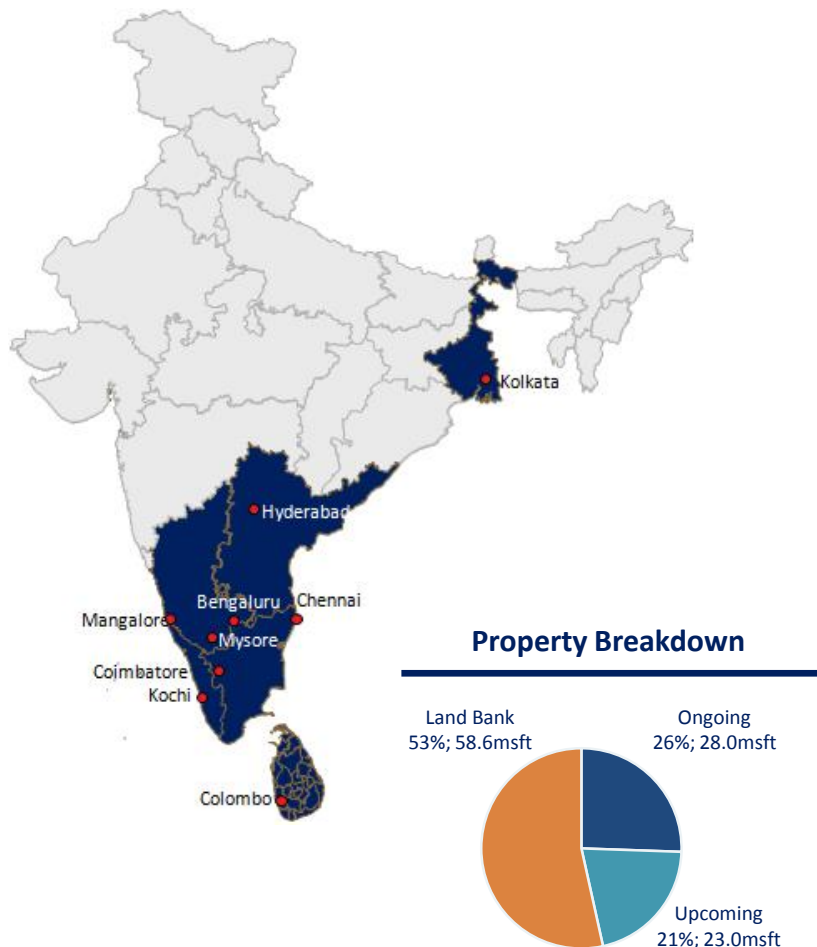 Kolkata
Hyderabad
Bengaluru
Chennai
Mangalore
Mysore
Coimbatore
Kochi
Colombo
Property Breakdown
Land Bank
53%; 58.6msft
Ongoing
26%; 28.0msft
Upcoming
21%; 23.0msft